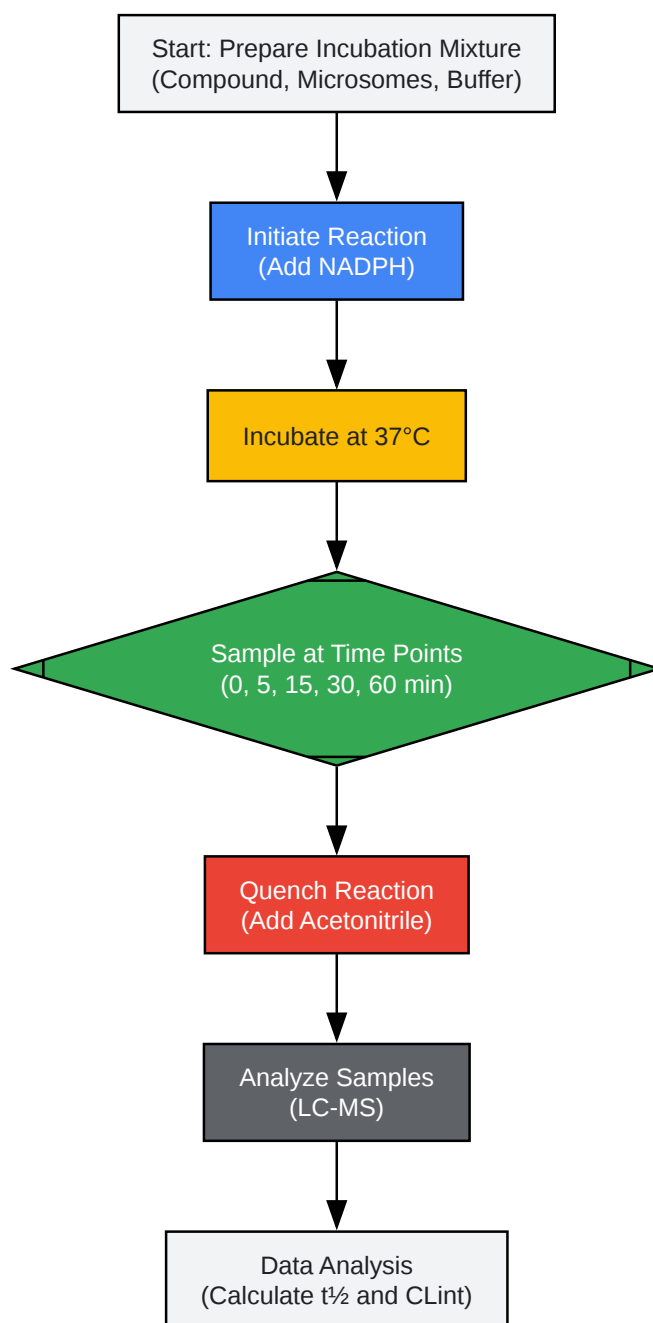 Start: Prepare Incubation Mixture
(Compound, Microsomes, Buffer)
Initiate Reaction
(Add NADPH)
Incubate at 37°C
Sample at Time Points
(0, 5, 15, 30, 60 min)
Quench Reaction
(Add Acetonitrile)
Analyze Samples
(LC-MS)
Data Analysis
(Calculate t½ and CLint)